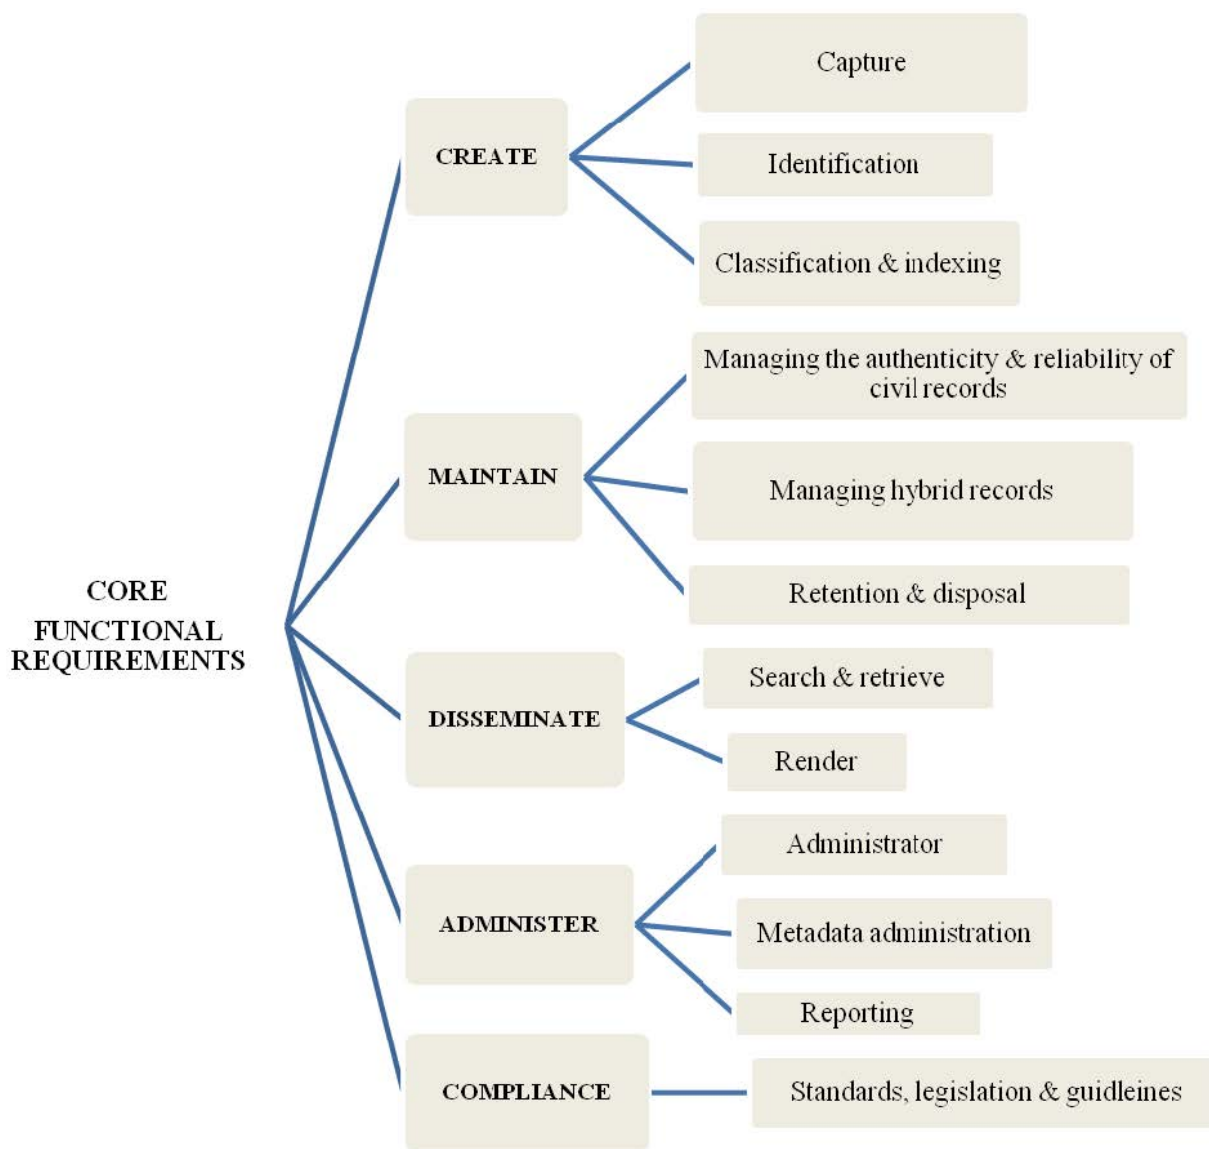 CORE
FUNCTIONAL
REQUIREMENTS
CREATE
Capture
Identification
Classification & indexing
MAINTAIN
Managing the authenticity & reliability of
civil records
Managing hybrid records
Retention & disposal
DISSEMINATE
Search & retrieve
Render
ADMINISTER
Administrator
Metadata administration
Reporting
COMPLIANCE
Standards, legislation & guidleines